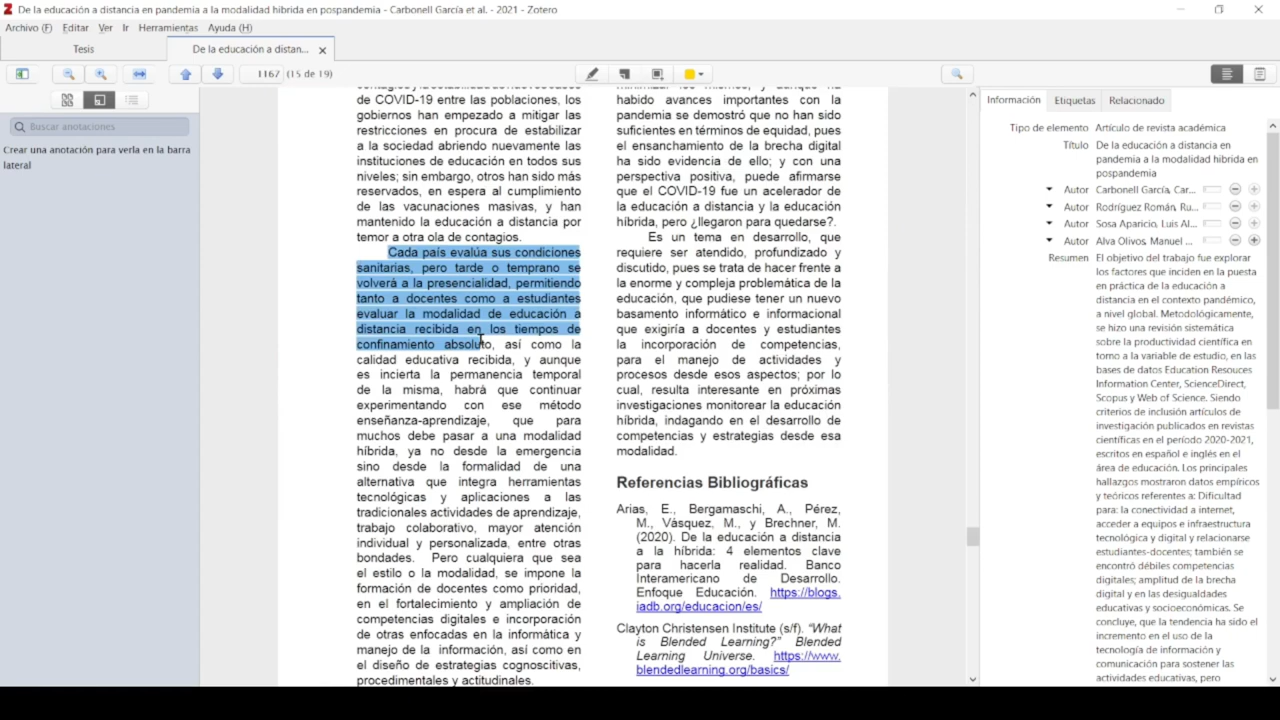 De la educación a distancia en pandemia a la modalidad hibrida en pospandemia - Carbonell García et al. - 2021 - Zotero
Archivo (F) Editar Ver Ir Herramientas Ayuda (H)
Tesis
De la educación a distan...
1167 (15 de 19)
Buscar anotaciones
Crear una anotación para verla en la barra
lateral
de COVID-19 entre las poblaciones, los
gobiernos han empezado a mitigar las
restricciones en procura de estabilizar
a la sociedad abriendo nuevamente las
instituciones de educación en todos sus
niveles; sin embargo, otros han sido más
reservados, en espera al cumplimiento
de las vacunaciones masivas, y han
mantenido la educación a distancia por
temor a otra ola de contagios.
Cada país evalúa sus condiciones
sanitarias, pero tarde o temprano se
volverá a la presencialidad, permitiendo
tanto a docentes como a estudiantes
evaluar la modalidad de educación a
distancia recibida en los tiempos de
confinamiento absoluto, así como la
calidad educativa recibida, y aunque
es incierta la permanencia temporal
de la misma, habrá que continuar
experimentando con ese método
enseñanza-aprendizaje, que para
muchos debe pasar a una modalidad
híbrida, ya no desde la emergencia
sino desde la formalidad de una
alternativa que integra herramientas
tecnológicas y aplicaciones a las
tradicionales actividades de aprendizaje,
trabajo colaborativo, mayor atención
individual y personalizada, entre otras
bondades. Pero cualquiera que sea
el estilo o la modalidad, se impone la
formación de docentes como prioridad,
en el fortalecimiento y ampliación de
competencias digitales e incorporación
de otras enfocadas en la informática y
manejo de la información, así como en
el diseño de estrategias cognoscitivas,
procedimentales y actitudinales.
habido avances importantes con la
pandemia se demostró que no han sido
suficientes en términos de equidad, pues
el ensanchamiento de la brecha digital
ha sido evidencia de ello; y con una
perspectiva positiva, puede afirmarse
que el COVID-19 fue un acelerador de
la educación a distancia y la educación
híbrida, pero ¿llegaron para quedarse?.
Es un tema en desarrollo, que
requiere ser atendido, profundizado y
discutido, pues se trata de hacer frente a
la enorme y compleja problemática de la
educación, que pudiese tener un nuevo
basamento informático e informacional
que exigiría a docentes y estudiantes
la incorporación de competencias,
para el manejo de actividades y
procesos desde esos aspectos; por lo
cual, resulta interesante en próximas
investigaciones monitorear la educación
híbrida, indagando en el desarrollo de
competencias y estrategias desde esa
modalidad.
Referencias Bibliográficas
Arias, E., Bergamaschi, A., Pérez,
M., Vásquez, M., y Brechner, M.
(2020). De la educación a distancia
a la híbrida: 4 elementos clave
para hacerla realidad. Banco
Interamericano de Desarrollo.
Enfoque Educación. https://blogs.
iadb.org/educacion/es/
Clayton Christensen Institute (s/f). “What
is Blended Learning?” Blended
Learning Universe. https://www.
blendedlearning.org/basics/
Información Etiquetas Relacionado
Tipo de elemento Artículo de revista académica
Título De la educación a distancia en
pandemia a la modalidad hibrida en
pospandemia
Autor Carbonell García, Car...
Autor Rodríguez Román, Ru...
Autor Sosa Aparicio, Luis Al...
Autor Alva Olivos, Manuel ...
Resumen El objetivo del trabajo fue explorar
los factores que inciden en la puesta
en práctica de la educación a
distancia en el contexto pandémico,
a nivel global. Metodológicamente,
se hizo una revisión sistemática
sobre la productividad científica en
torno a la variable de estudio, en las
bases de datos Education Resouces
Information Center, ScienceDirect,
Scopus y Web of Science. Siendo
criterios de inclusión artículos de
investigación publicados en revistas
científicas en el período 2020-2021,
escritos en español e inglés en el
área de educación. Los principales
hallazgos mostraron datos empíricos
y teóricos referentes a: Dificultad
para: la conectividad a internet,
acceder a equipos e infraestructura
tecnológica y digital y relacionarse
estudiantes-docentes; también se
encontró débiles competencias
digitales; amplitud de la brecha
digital y en las desigualdades
educativas y socioeconómicas. Se
concluye, que la tendencia ha sido el
incremento en el uso de la
tecnología de información y
comunicación para sostener las
actividades educativas, pero